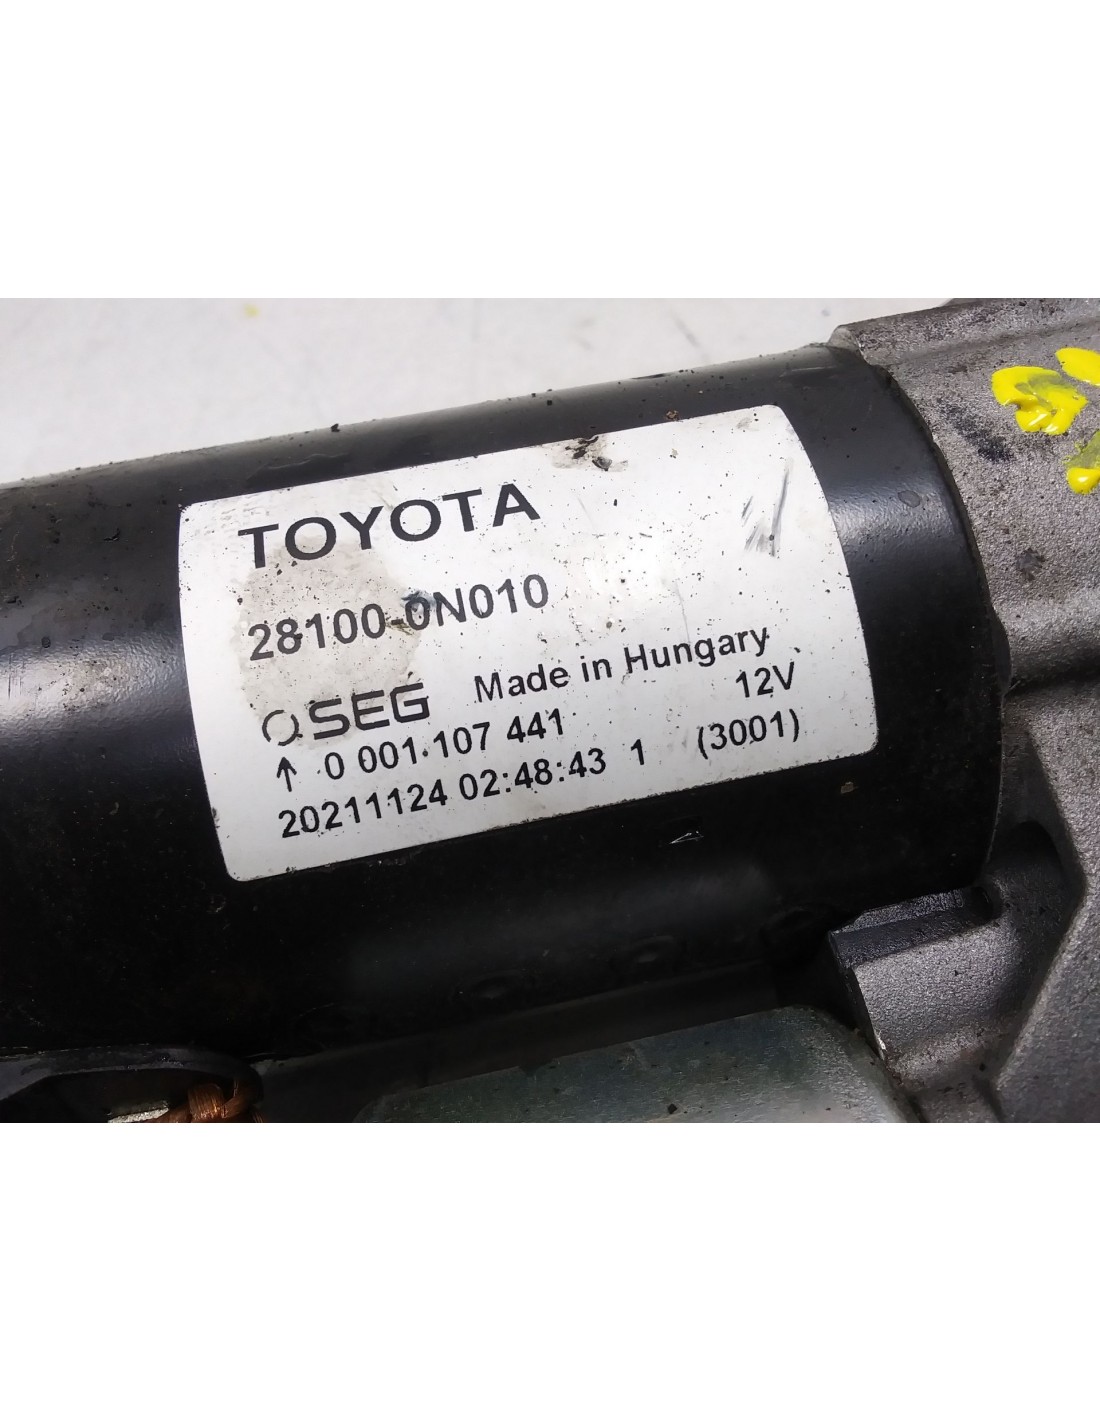 TOYOTA
28100-0N010
SEG Made in Hungary
0 001 107 441 12V
20211124 02:48:43 1 (3001)